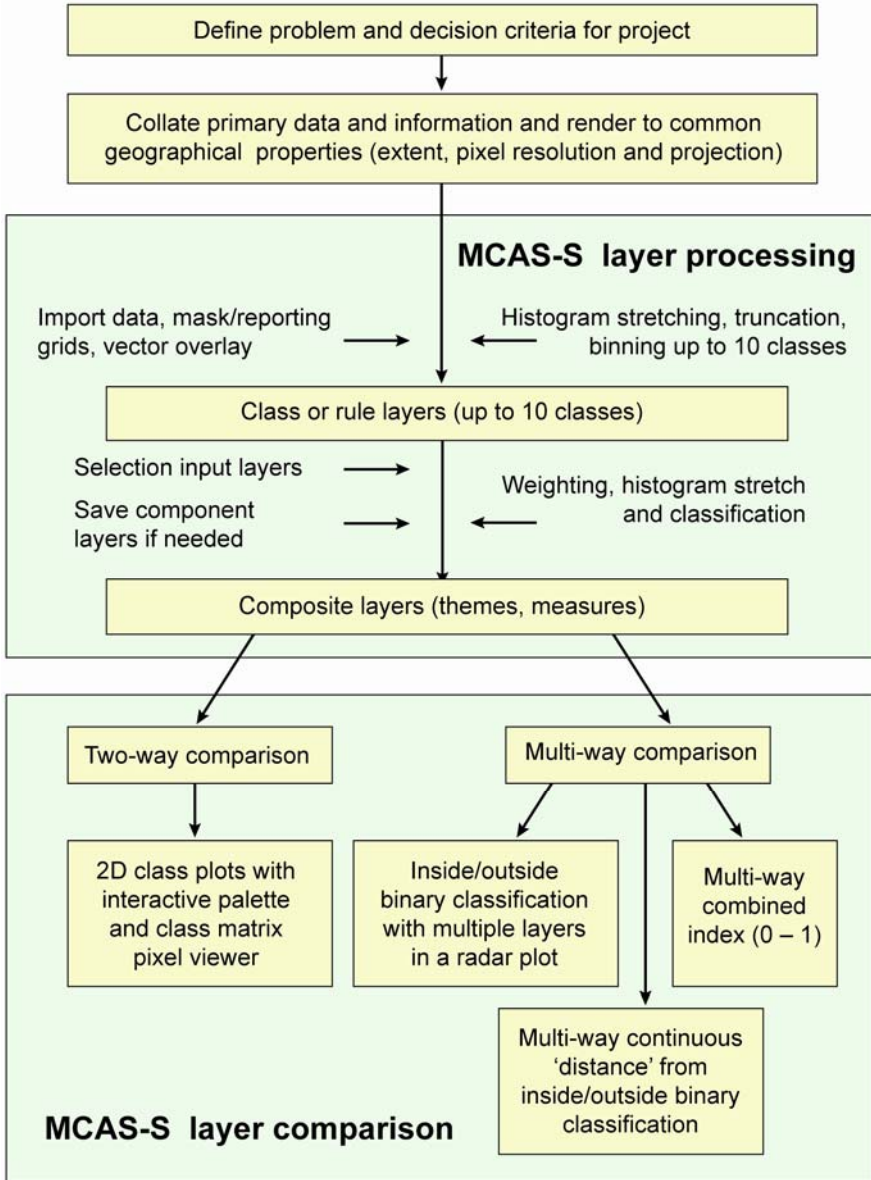 Define problem and decision criteria for project
Collate primary data and information and render to common
geographical properties (extent, pixel resolution and projection)
MCAS-S layer processing
Import data, mask/reporting
grids, vector overlay
Histogram stretching, truncation,
binning up to 10 classes
Class or rule layers (up to 10 classes)
Selection input layers
Save component
layers if needed
Weighting, histogram stretch
and classification
Composite layers (themes, measures)
Two-way comparison
Multi-way comparison
2D class plots with
interactive palette
and class matrix
pixel viewer
Inside/outside
binary classification
with multiple layers
in a radar plot
Multi-way
combined
index (0 – 1)
Multi-way continuous
‘distance’ from
inside/outside binary
classification
MCAS-S layer comparison